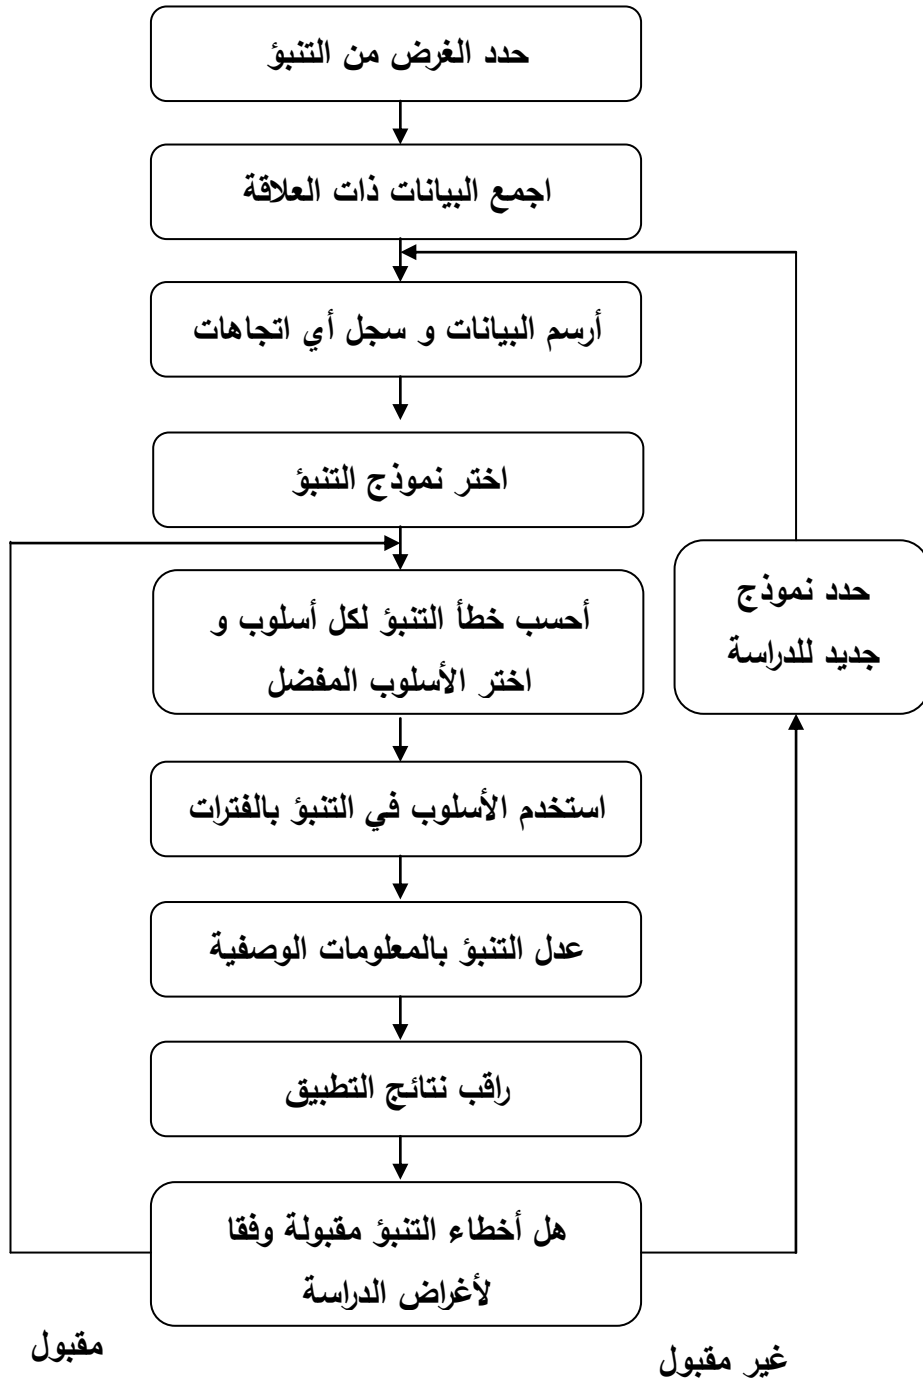 حدد الغرض من التنبؤ
اجمع البيانات ذات العلاقة
أرسم البيانات و سجل أي اتجاهات
اختر نموذج التنبؤ
أحسب خطأ التنبؤ لكل أسلوب و
اختر الأسلوب المفضل
حدد نموذج
جديد للدراسة
استخدم الأسلوب في التنبؤ بالفترات
عدل التنبؤ بالمعلومات الوصفية
راقب نتائج التطبيق
هل أخطاء التنبؤ مقبولة وفقا
لأغراض الدراسة
مقبول
غير مقبول